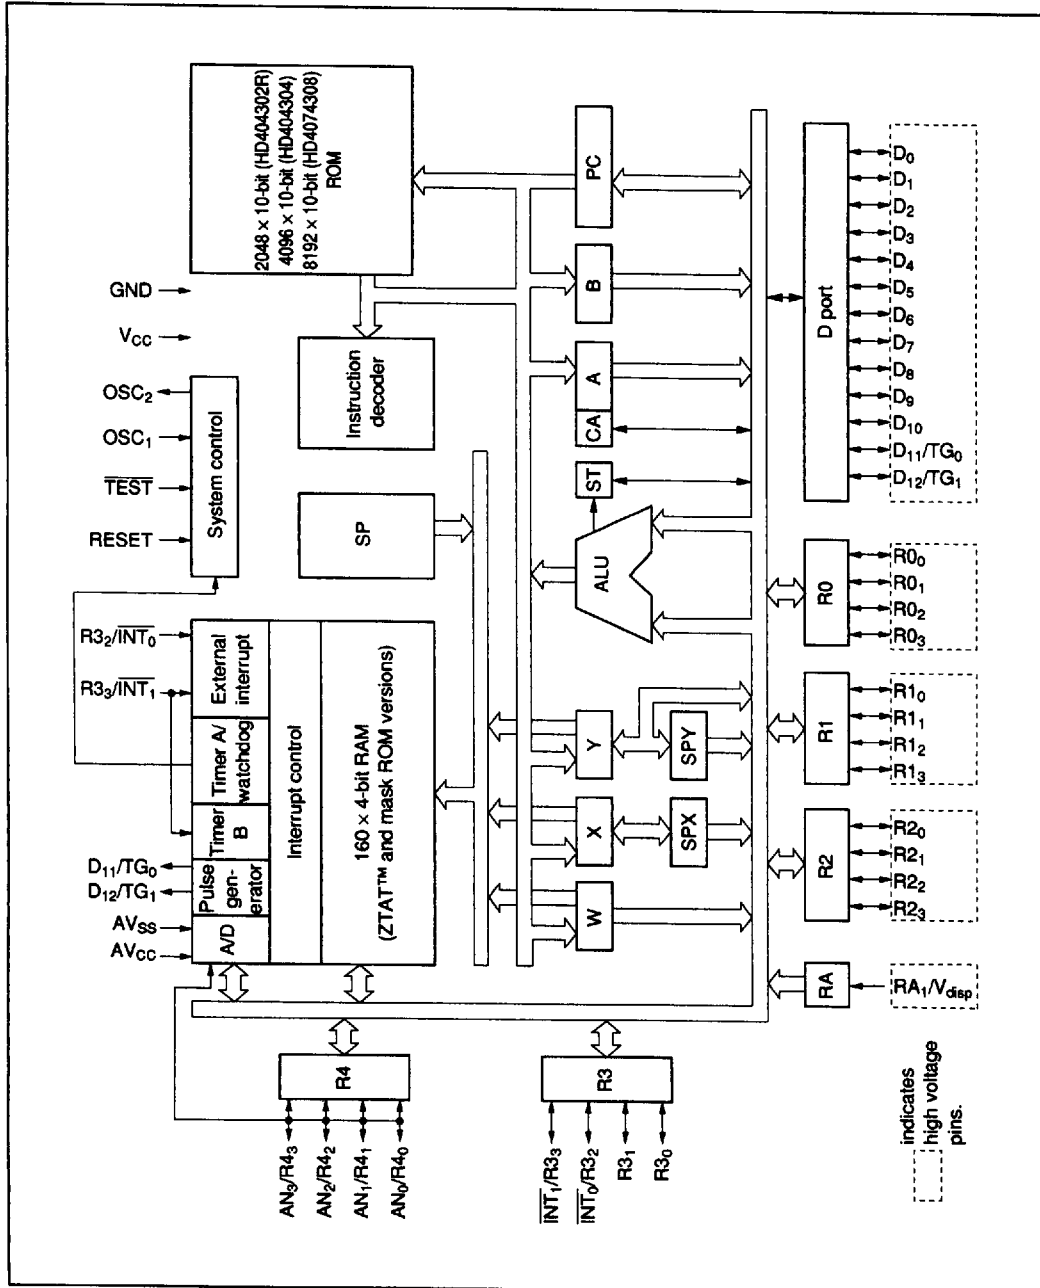 GND
VCC
OSC2
OSC1
TEST
RESET
R32/INT0
R33/INT1
D11/TG0
D12/TG1
AVSS
AVCC
2048 × 10-bit (HD404302R)
4096 × 10-bit (HD404304)
8192 × 10-bit (HD4074308)
ROM
System control
Instruction
decoder
SP
External
interrupt
Timer A/
watchdog
Timer
B
Pulse
gen-
erator
A/D
Interrupt control
160 × 4-bit RAM
(ZTAT™ and mask ROM versions)
PC
B
A
CA
ST
ALU
Y
SPY
X
SPX
W
D port
D0
D1
D2
D3
D4
D5
D6
D7
D8
D9
D10
D11/TG0
D12/TG1
R0
R00
R01
R02
R03
R1
R10
R11
R12
R13
R2
R20
R21
R22
R23
RA
RA1/Vdisp
R4
AN3/R43
AN2/R42
AN1/R41
AN0/R40
R3
INT1/R33
INT0/R32
R31
R30
indicates
high voltage
pins.